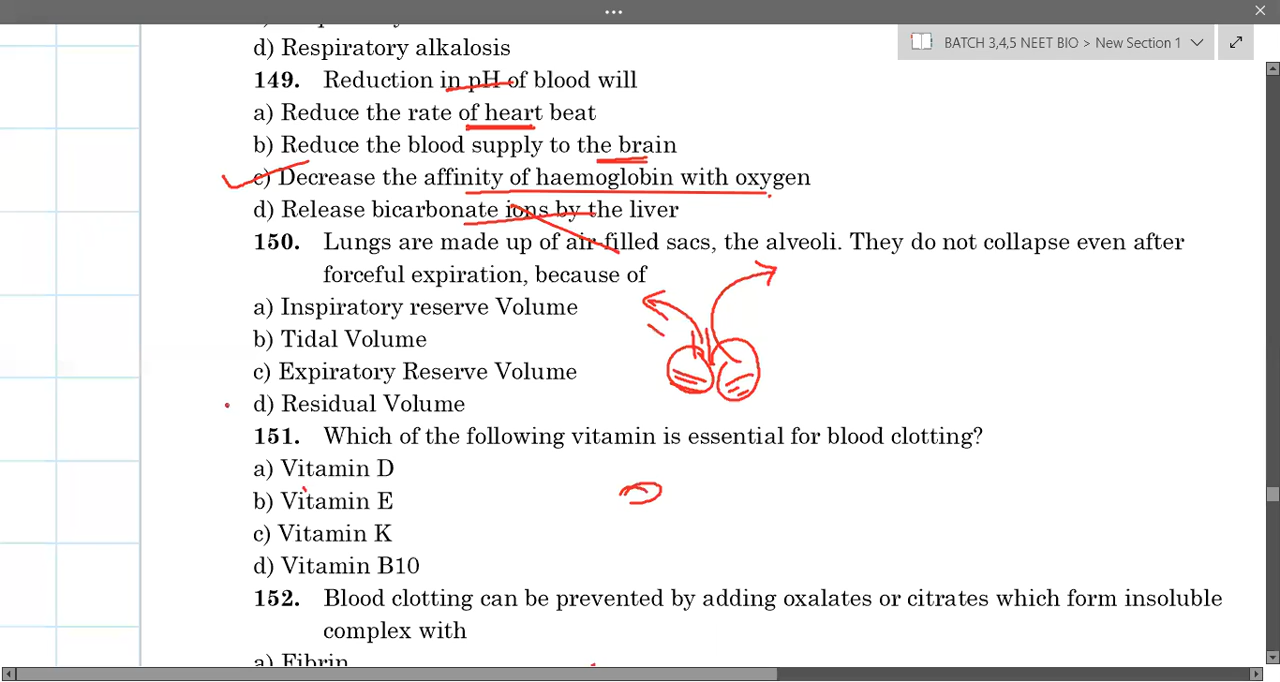 BATCH 3,4,5 NEET BIO > New Section 1
d) Respiratory alkalosis
149. Reduction in pH of blood will
a) Reduce the rate of heart beat
b) Reduce the blood supply to the brain
c) Decrease the affinity of haemoglobin with oxygen
d) Release bicarbonate ions by the liver
150. Lungs are made up of air-filled sacs, the alveoli. They do not collapse even after
forceful expiration, because of
a) Inspiratory reserve Volume
b) Tidal Volume
c) Expiratory Reserve Volume
d) Residual Volume
151. Which of the following vitamin is essential for blood clotting?
a) Vitamin D
b) Vitamin E
c) Vitamin K
d) Vitamin B10
152. Blood clotting can be prevented by adding oxalates or citrates which form insoluble
complex with
a) Fibrin